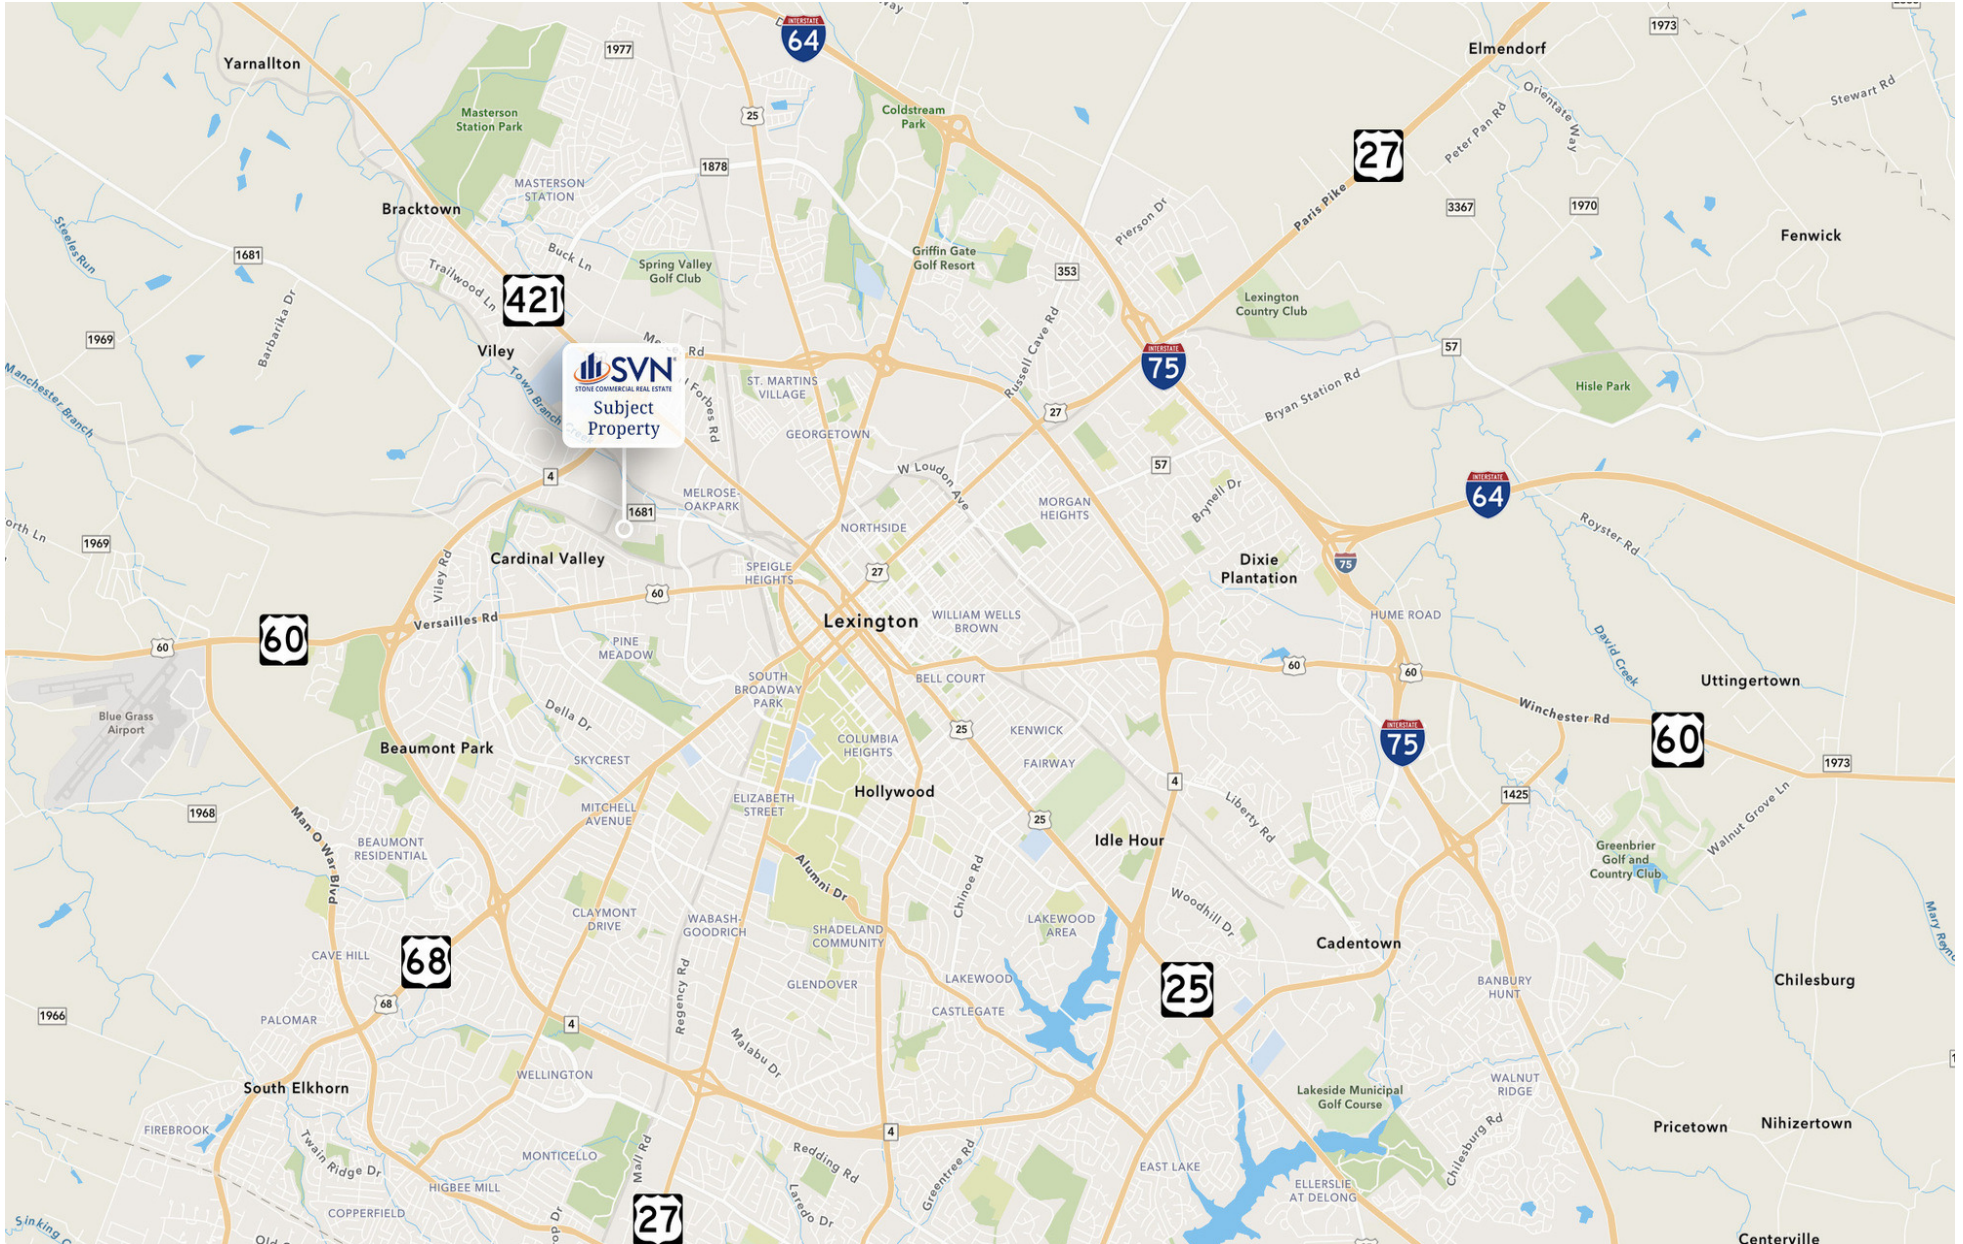 INTERSTATE
64
1973
Elmendorf
1977
Yarnallton
Stewart Rd
Orientate Way
Masterson
Station Park
25
Coldstream
Park
Peter Pan Rd
27
1878
MASTERSON
STATION
Paris Pike
3367
1970
Bracktown
Pierson Dr
Fenwick
Steeles Run
1681
Buck Ln
Griffin Gate
Golf Resort
353
Spring Valley
Golf Club
Trailwood Ln
421
Lexington
Country Club
Barbarika Dr
1969
Viley
Russell Cave Rd
57
INTERSTATE
75
SVN
STONE COMMERCIAL REAL ESTATE
Subject
Property
Rd
Forbes Rd
ST. MARTINS
VILLAGE
Hisle Park
Bryan Station Rd
Manchester Branch
Town Branch
27
GEORGETOWN
57
W Loudon Ave
4
MELROSE-
OAKPARK
MORGAN
HEIGHTS
Brynell Dr
INTERSTATE
64
1681
NORTHSIDE
Royster Rd
orth Ln
1969
Cardinal Valley
Dixie
Plantation
75
Viley Rd
SPEIGLE
HEIGHTS
27
60
Versailles Rd
Lexington
WILLIAM WELLS
BROWN
HUME ROAD
60
60
PINE
MEADOW
David Creek
60
60
BELL COURT
SOUTH
BROADWAY
PARK
Uttingertown
Della Dr
Winchester Rd
Blue Grass
Airport
25
KENWICK
INTERSTATE
75
60
Beaumont Park
COLUMBIA
HEIGHTS
SKYCREST
FAIRWAY
1973
4
Hollywood
ELIZABETH
STREET
1425
MITCHELL
AVENUE
1968
Man O War Blvd
Liberty Rd
Walnut Grove Ln
25
Idle Hour
BEAUMONT
RESIDENTIAL
Greenbrier
Golf and
Country Club
Alumni Dr
Chinoe Rd
Woodhill Dr
CLAYMONT
DRIVE
WABASH-
GOODRICH
LAKEWOOD
AREA
SHADELAND
COMMUNITY
Cadentown
CAVE HILL
68
LAKEWOOD
GLENDOVER
25
BANBURY
HUNT
Chilesburg
68
Regency Rd
CASTLEGATE
1966
PALOMAR
4
Malabu Dr
WELLINGTON
South Elkhorn
Lakeside Municipal
Golf Course
WALNUT
RIDGE
FIREBROOK
4
Pricetown
Nihizertown
Twain Ridge Dr
MONTICELLO
Mall Rd
Redding Rd
Greentree Rd
Chilesburg Rd
EAST LAKE
HIGBEE MILL
ELLERSLIE
AT DELONG
COPPERFIELD
27
Laredo Dr
Centerville